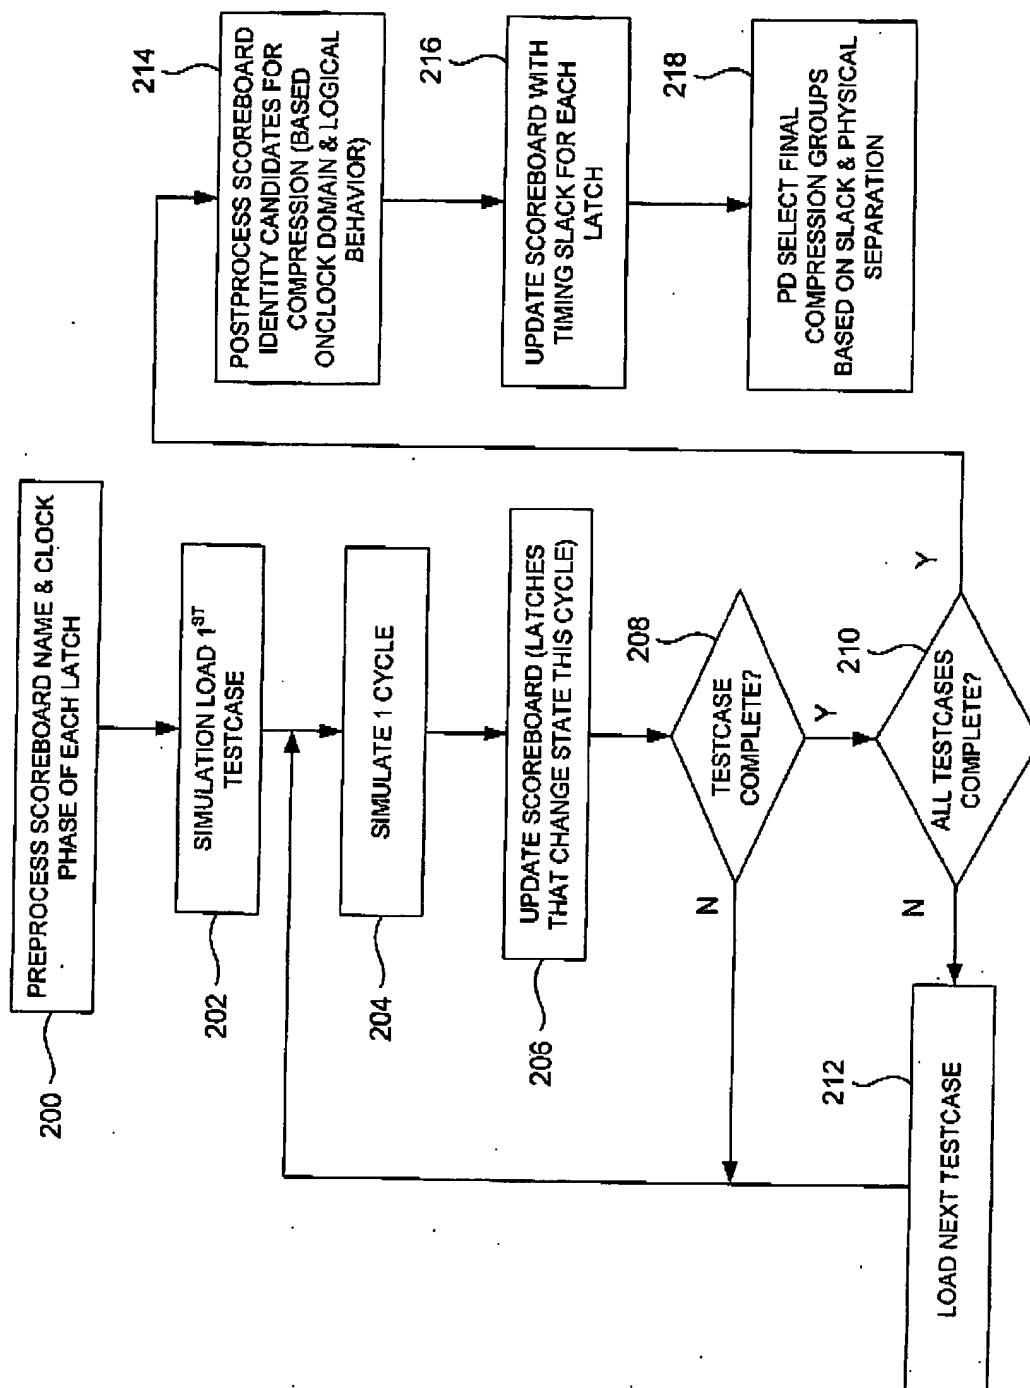 PREPROCESS SCOREBOARD NAME & CLOCK
PHASE OF EACH LATCH
200
SIMULATION LOAD 1ST
TESTCASE
202
SIMULATE 1 CYCLE
204
UPDATE SCOREBOARD (LATCHES
THAT CHANGE STATE THIS CYCLE)
206
TESTCASE
COMPLETE?
208
N
Y
ALL TESTCASES
COMPLETE?
210
N
Y
LOAD NEXT TESTCASE
212
POSTPROCESS SCOREBOARD
IDENTITY CANDIDATES FOR
COMPRESSION (BASED
ONCLOCK DOMAIN & LOGICAL
BEHAVIOR)
214
UPDATE SCOREBOARD WITH
TIMING SLACK FOR EACH
LATCH
216
PD SELECT FINAL
COMPRESSION GROUPS
BASED ON SLACK & PHYSICAL
SEPARATION
218